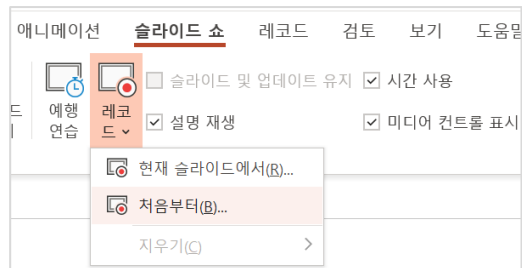 애니메이션 슬라이드 쇼 레코드 검토 보기 도움말
예행 연습
레코드
슬라이드 및 업데이트 유지
시간 사용
설명 재생
미디어 컨트롤 표시
현재 슬라이드에서(R)...
처음부터(B)...
지우기(C)